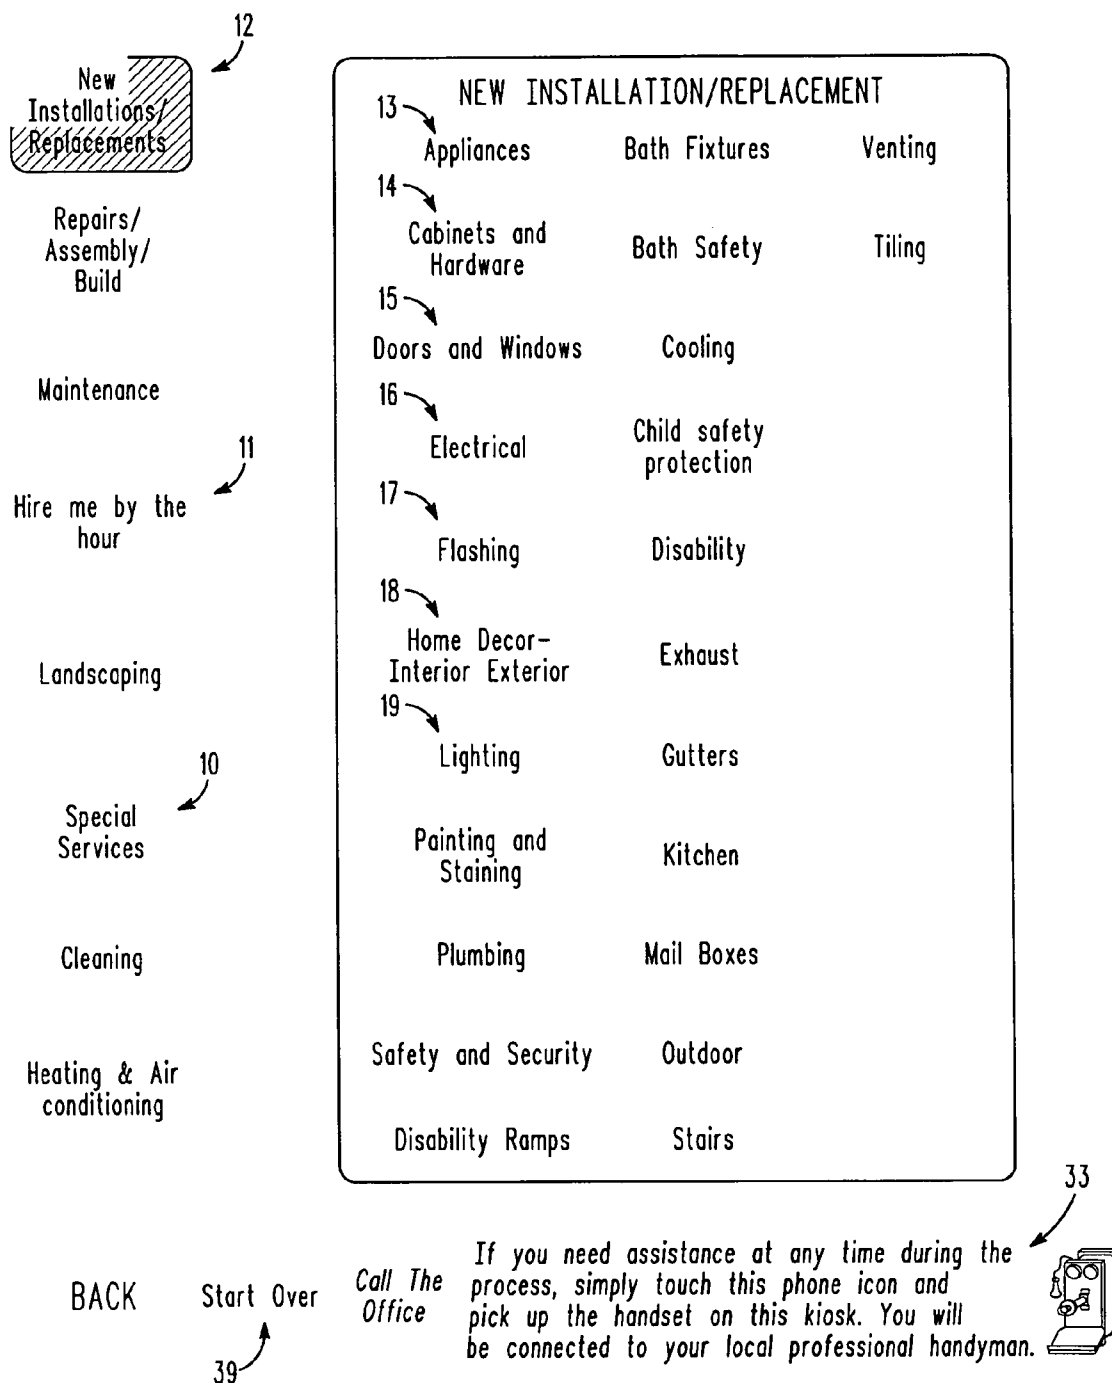 12
New
Installations/
Replacements
Repairs/
Assembly/
Build
Maintenance
11
Hire me by the
hour
Landscaping
10
Special
Services
Cleaning
Heating & Air
conditioning
NEW INSTALLATION/REPLACEMENT
13
Appliances
Bath Fixtures
Venting
14
Cabinets and
Hardware
Bath Safety
Tiling
15
Doors and Windows
Cooling
16
Electrical
Child safety
protection
17
Flashing
Disability
18
Home Decor-
Interior Exterior
Exhaust
19
Lighting
Gutters
Painting and
Staining
Kitchen
Plumbing
Mail Boxes
Safety and Security
Outdoor
Disability Ramps
Stairs
33
BACK
Start Over
39
Call The
Office
If you need assistance at any time during the
process, simply touch this phone icon and
pick up the handset on this kiosk. You will
be connected to your local professional handyman.